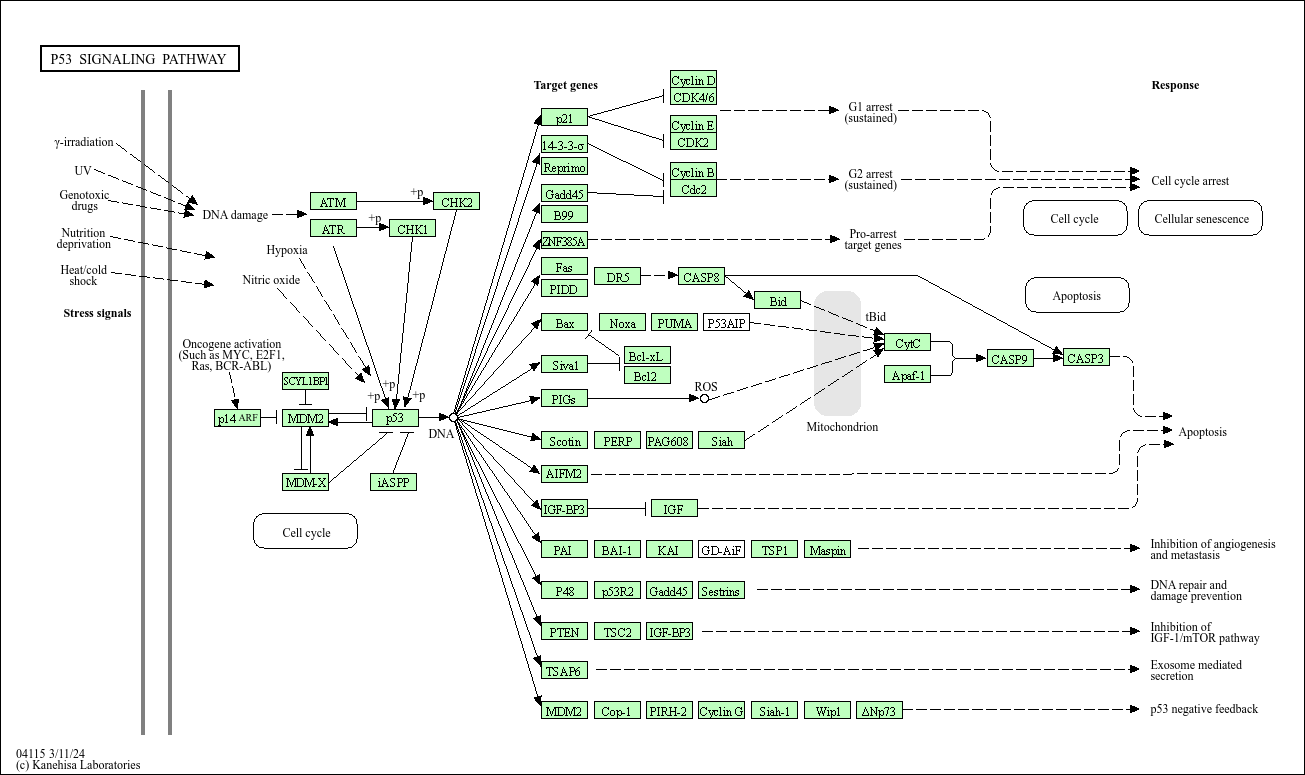 P53 SIGNALING PATHWAY
Target genes
Response
γ-irradiation
UV
Genotoxic
drugs
Nutrition
deprivation
Heat/cold
shock
Stress signals
DNA damage
ATM
+p
CHK2
ATR
+p
CHK1
Hypoxia
Nitric oxide
Oncogene activation
(Such as MYC, E2F1,
Ras, BCR-ABL)
SCYL1BP1
+p
+p
+p
p14 ARF
MDM2
p53
DNA
MDM-X
iASPP
Cell cycle
p21
Cyclin D
CDK4/6
Cyclin E
CDK2
G1 arrest
(sustained)
14-3-3-σ
Reprimo
Cyclin B
Cdc2
G2 arrest
(sustained)
Cell cycle arrest
Gadd45
B99
Cell cycle
Cellular senescence
ZNF385A
Pro-arrest
target genes
Fas
PIDD
DR5
CASP8
Bid
tBid
Apoptosis
Bax
Noxa
PUMA
P53AIP
CytC
Siva1
Bcl-xL
Bcl2
Apaf-1
CASP9
CASP3
PIGs
ROS
Mitochondrion
Scotin
PERP
PAG608
Siah
Apoptosis
AIFM2
IGF-BP3
IGF
PAI
BAI-1
KAI
GD-AiF
TSP1
Maspin
Inhibition of angiogenesis
and metastasis
P48
p53R2
Gadd45
Sestrins
DNA repair and
damage prevention
PTEN
TSC2
IGF-BP3
Inhibition of
IGF-1/mTOR pathway
TSAP6
Exosome mediated
secretion
MDM2
Cop-1
PIRH-2
Cyclin G
Siah-1
Wip1
ΔNp73
p53 negative feedback
04115 3/11/24
(c) Kanehisa Laboratories